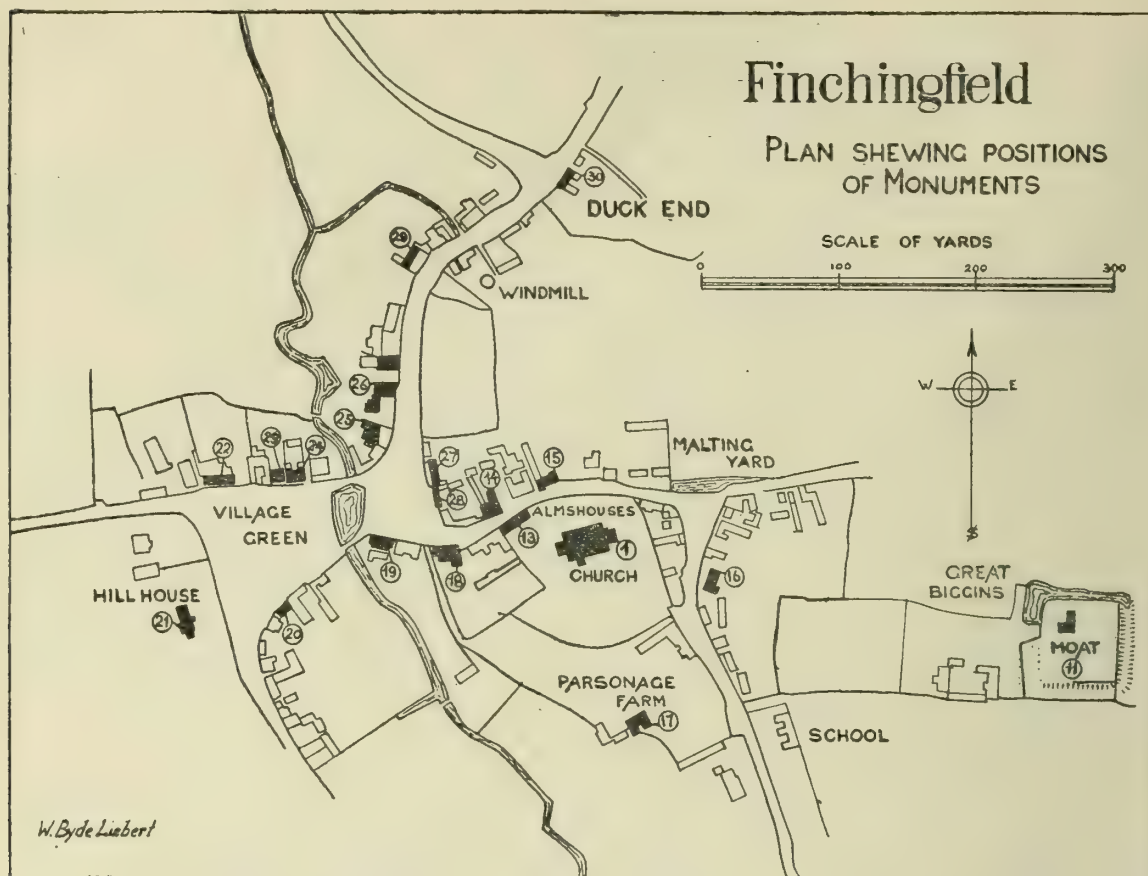 Finchingfield
PLAN SHEWING POSITIONS
OF MONUMENTS
SCALE OF YARDS
0 100 200 300
30
DUCK END
29
WINDMILL
W E
S
26
25
MALTING
YARD
22 23 24
27 14 15
28
VILLAGE
GREEN
ALMSHOUSES
13
1
CHURCH
19 18
16
GREAT
BIGGINS
HILL HOUSE
21
20
MOAT
11
PARSONAGE
FARM
17
SCHOOL
W. Byde Liebert